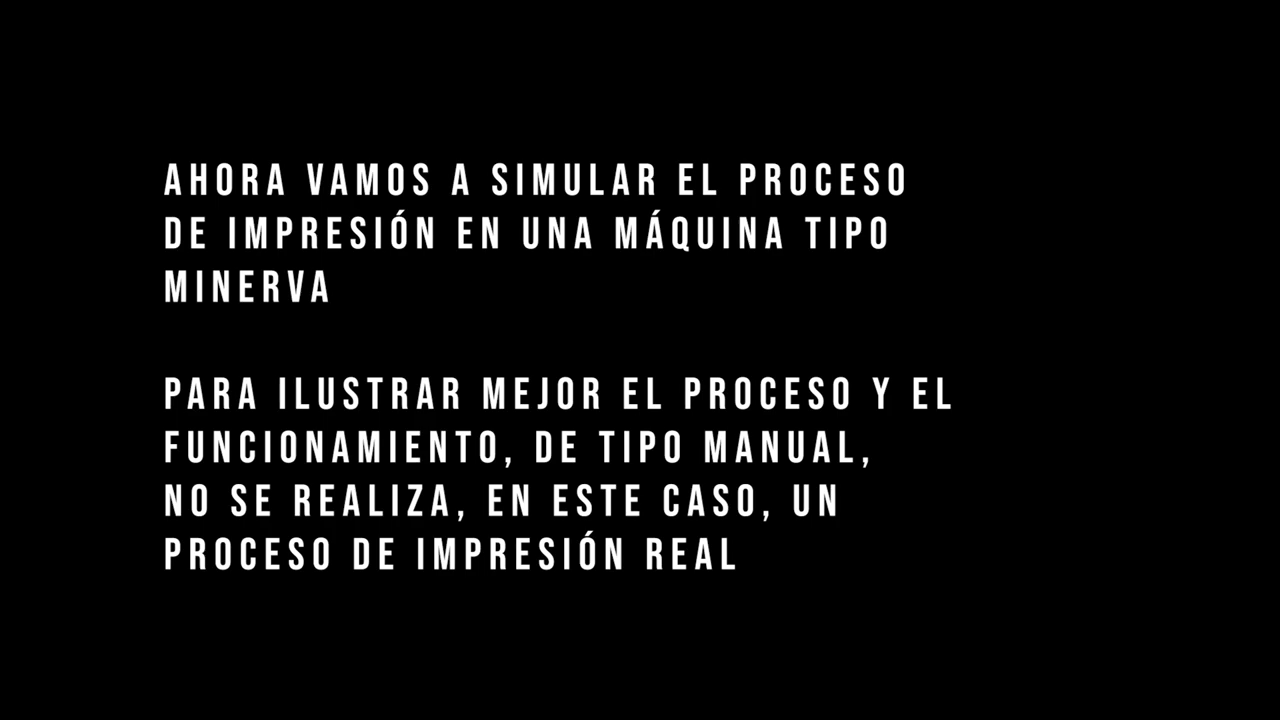 AHORA VAMOS A SIMULAR EL PROCESO
DE IMPRESIÓN EN UNA MÁQUINA TIPO
MINERVA
PARA ILUSTRAR MEJOR EL PROCESO Y EL
FUNCIONAMIENTO, DE TIPO MANUAL,
NO SE REALIZA, EN ESTE CASO, UN
PROCESO DE IMPRESIÓN REAL